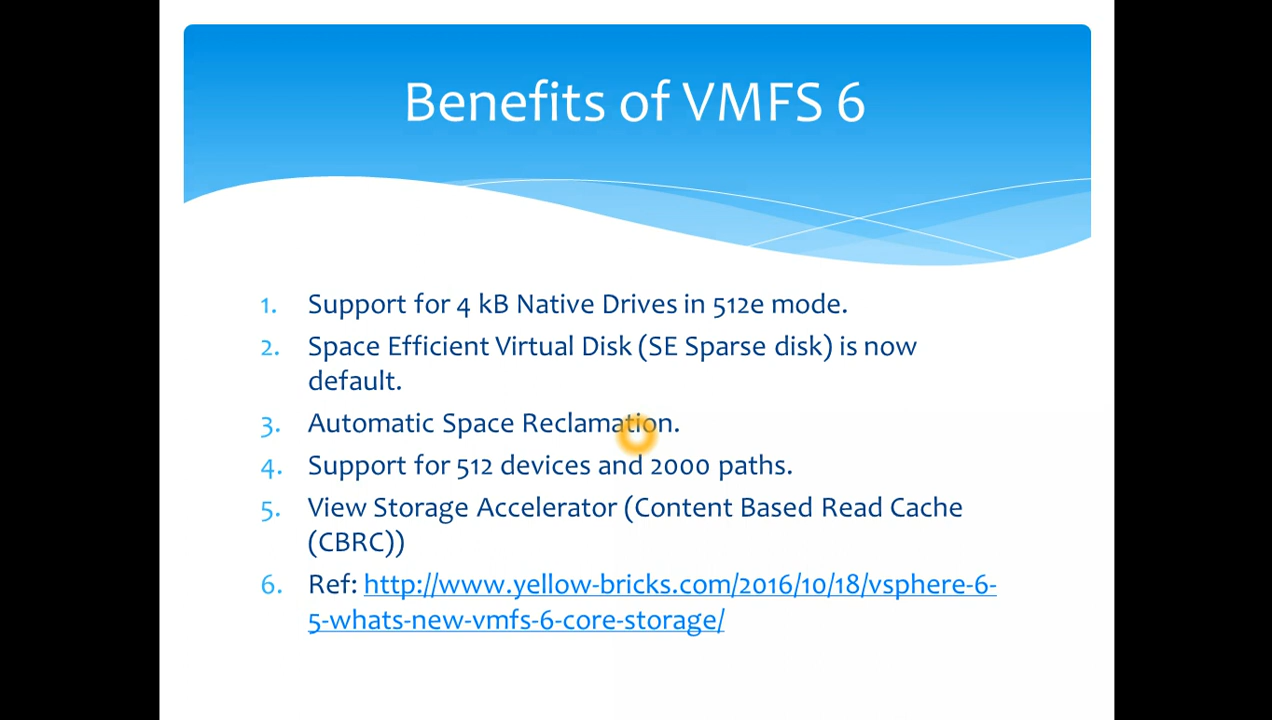 Benefits of VMFS 6
1. Support for 4 kB Native Drives in 512e mode.
2. Space Efficient Virtual Disk (SE Sparse disk) is now
default.
3. Automatic Space Reclamation.
4. Support for 512 devices and 2000 paths.
5. View Storage Accelerator (Content Based Read Cache
(CBRC))
6. Ref: http://www.yellow-bricks.com/2016/10/18/vsphere-6-
5-whats-new-vmfs-6-core-storage/